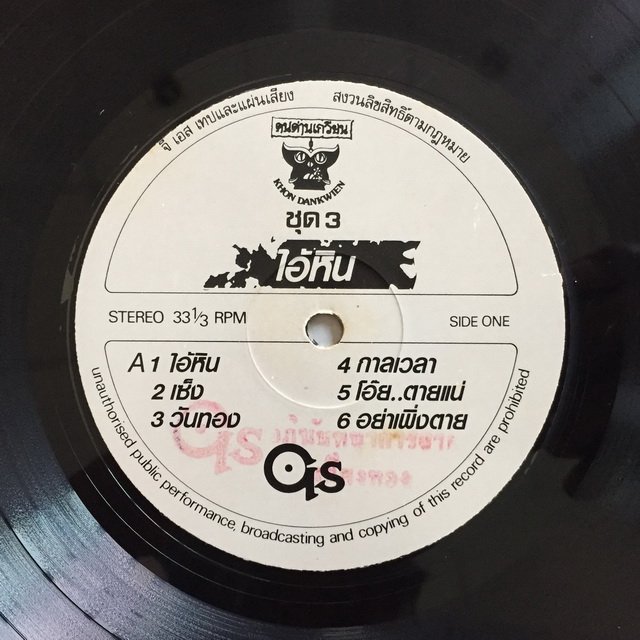 จี เอส เทปและแผ่นเสียง
สงวนลิขสิทธิ์ตามกฎหมาย
คนด่านเกวียน
KHON DANKWIEN
ชุด 3
ไอ้หิน
STEREO 33 1/3 RPM
SIDE ONE
A 1 ไอ้หิน
2 เซ็ง
3 วันทอง
4 กาลเวลา
5 โอ๊ย..ตายแน่
6 อย่าเพิ่งตาย
GS
unauthorised public performance, broadcasting and copying of this record are prohibited